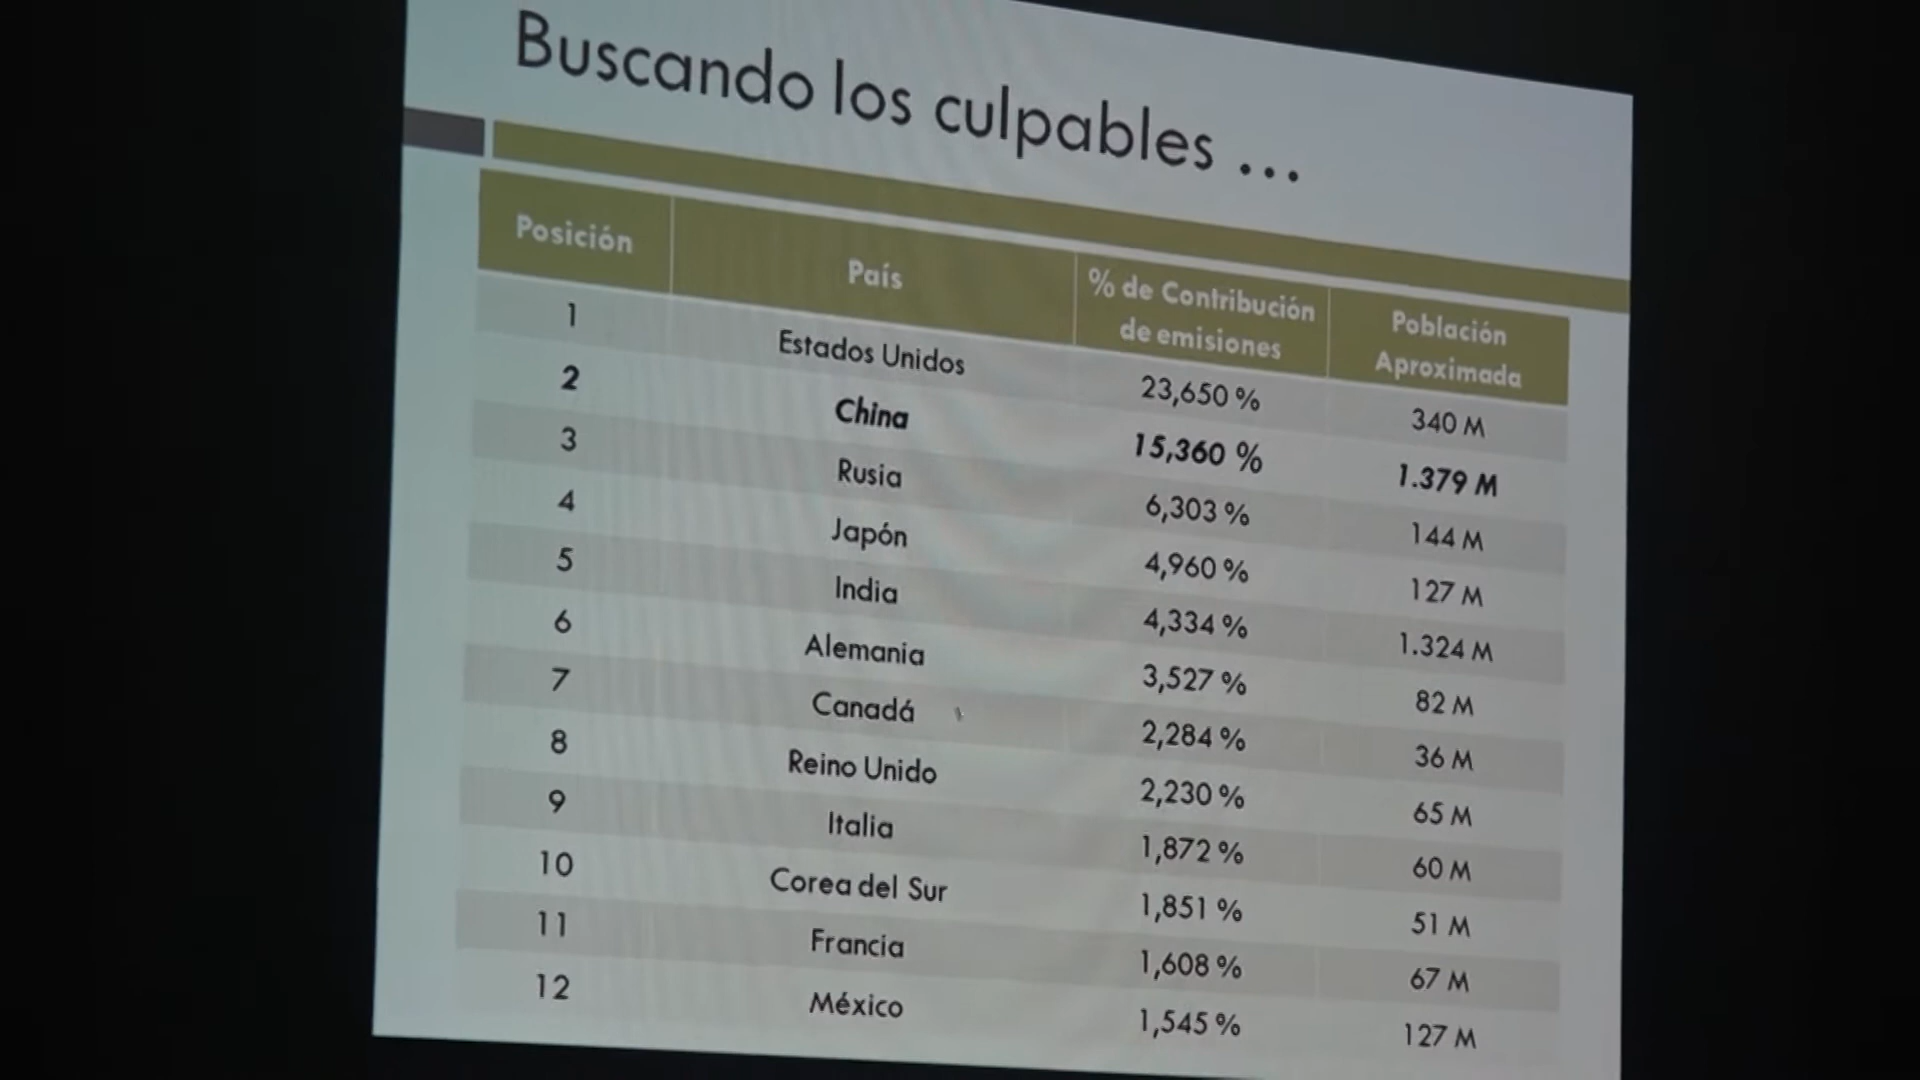 Buscando los culpables ...
Posición País % de Contribución de emisiones Población Aproximada
1 Estados Unidos 23,650 % 340 M
2 China 15,360 % 1.379 M
3 Rusia 6,303 % 144 M
4 Japón 4,960 % 127 M
5 India 4,334 % 1.324 M
6 Alemania 3,527 % 82 M
7 Canadá 2,284 % 36 M
8 Reino Unido 2,230 % 65 M
9 Italia 1,872 % 60 M
10 Corea del Sur 1,851 % 51 M
11 Francia 1,608 % 67 M
12 México 1,545 % 127 M